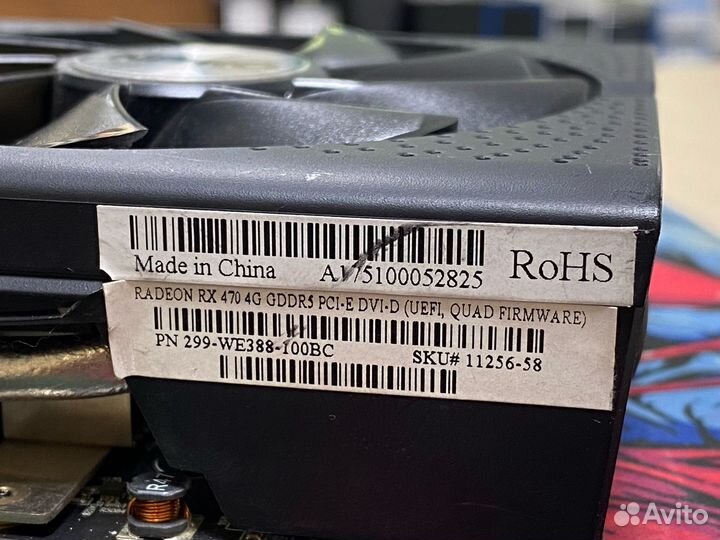 Made in China
RoHS
RADEON RX 470 4G GDDR5 PCI-E DVI-D (UEFI, QUAD FIRMWARE)
PN 299-WE388-100BC SKU# 11256-58
Avito